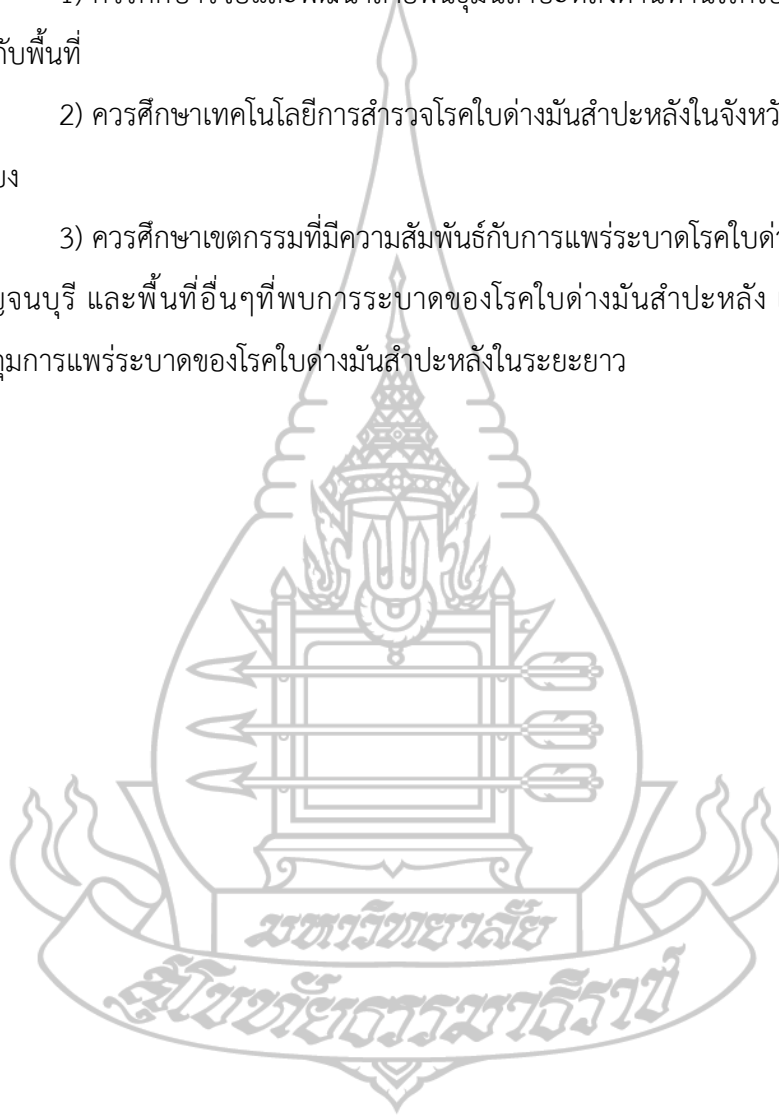 กับพื้นที่
2) ควรศึกษาเทคโนโลยีการสำรวจโรคใบด่างมันสำปะหลังในจังหวั
3) ควรศึกษาเขตกรรมที่มีความสัมพันธ์กับการแพร่ระบาดโรคใบด่า
ญจนบุรี และพื้นที่อื่นๆที่พบการระบาดของโรคใบด่างมันสำปะหลัง
คุมการแพร่ระบาดของโรคใบด่างมันสำปะหลังในระยะยาว
มหาวิทยาลัย
สุโขทัยธรรมาธิราช